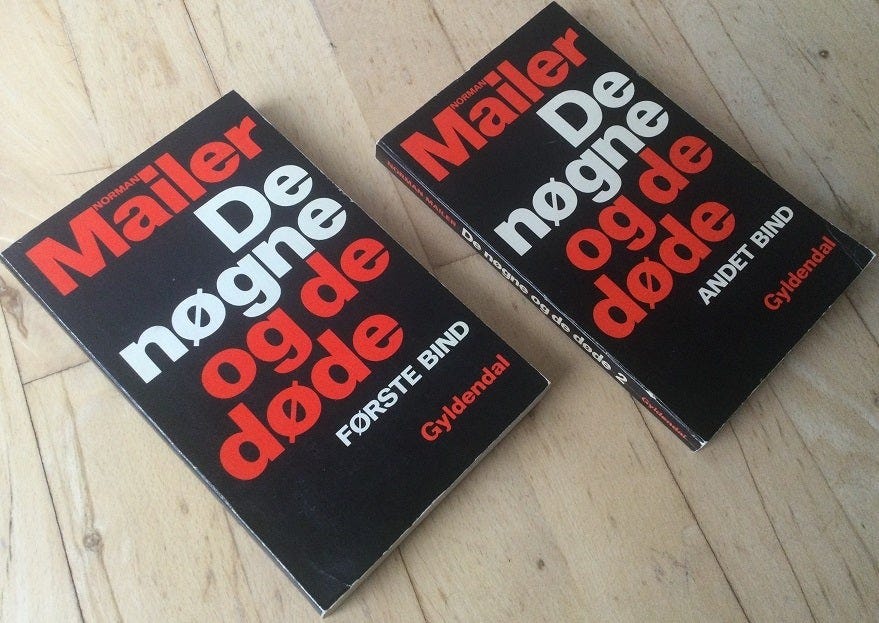 NORMAN
Mailer
De
nøgne
og de
døde
FØRSTE BIND
Gyldendal
NORMAN
Mailer
De
nøgne
og de
døde
ANDET BIND
Gyldendal
NORMAN MAILER De nøgne og de døde 2 Gyldendal